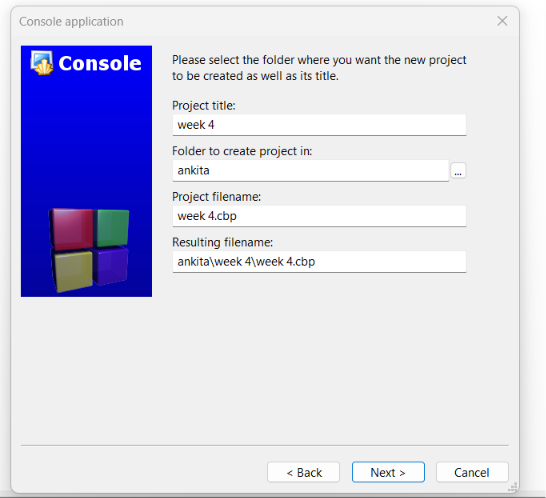 Console application
Console
Please select the folder where you want the new project
to be created as well as its title.
Project title:
week 4
Folder to create project in:
ankita
...
Project filename:
week 4.cbp
Resulting filename:
ankita\week 4\week 4.cbp
< Back
Next >
Cancel